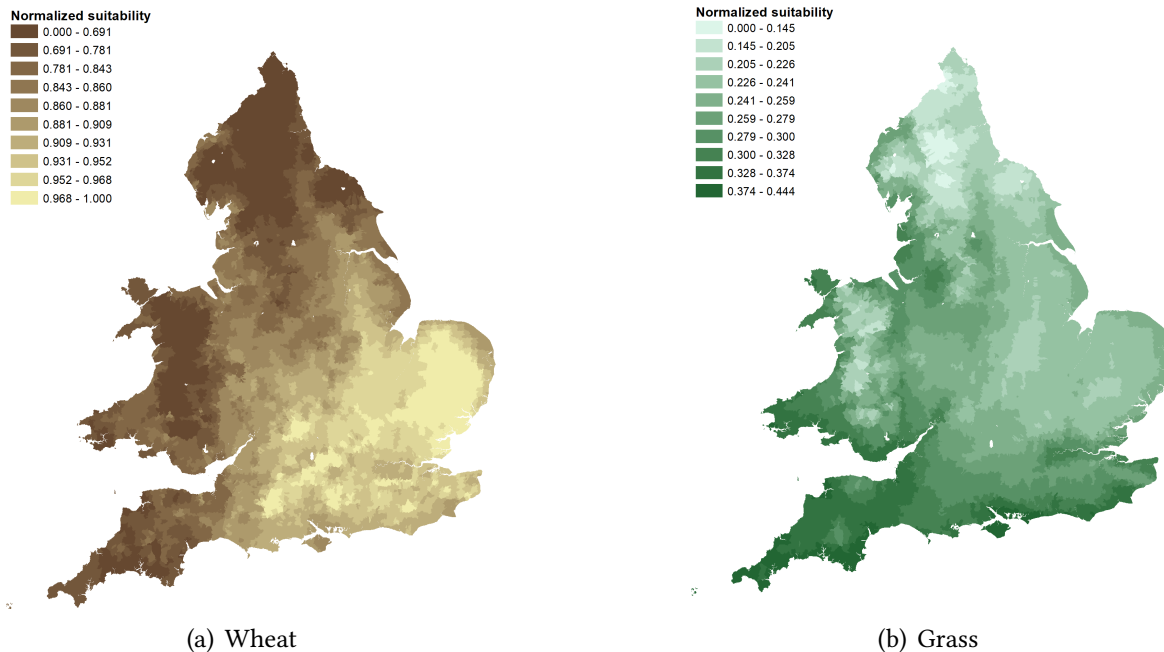 Normalized suitability
0.000 - 0.691
0.691 - 0.781
0.781 - 0.843
0.843 - 0.860
0.860 - 0.881
0.881 - 0.909
0.909 - 0.931
0.931 - 0.952
0.952 - 0.968
0.968 - 1.000
(a) Wheat
Normalized suitability
0.000 - 0.145
0.145 - 0.205
0.205 - 0.226
0.226 - 0.241
0.241 - 0.259
0.259 - 0.279
0.279 - 0.300
0.300 - 0.328
0.328 - 0.374
0.374 - 0.444
(b) Grass